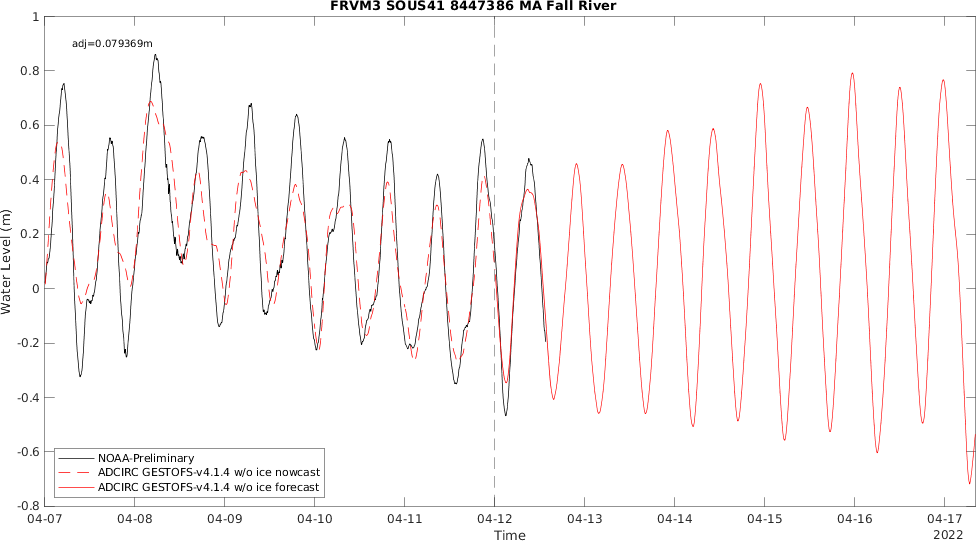 FRVM3 SOUS41 8447386 MA Fall River
adj=0.079369m
Water Level (m)
1
0.8
0.6
0.4
0.2
0
-0.2
-0.4
-0.6
-0.8
NOAA-Preliminary
ADCIRC GESTOFS-v4.1.4 w/o ice nowcast
ADCIRC GESTOFS-v4.1.4 w/o ice forecast
04-07 04-08 04-09 04-10 04-11 04-12 04-13 04-14 04-15 04-16 04-17
Time
2022